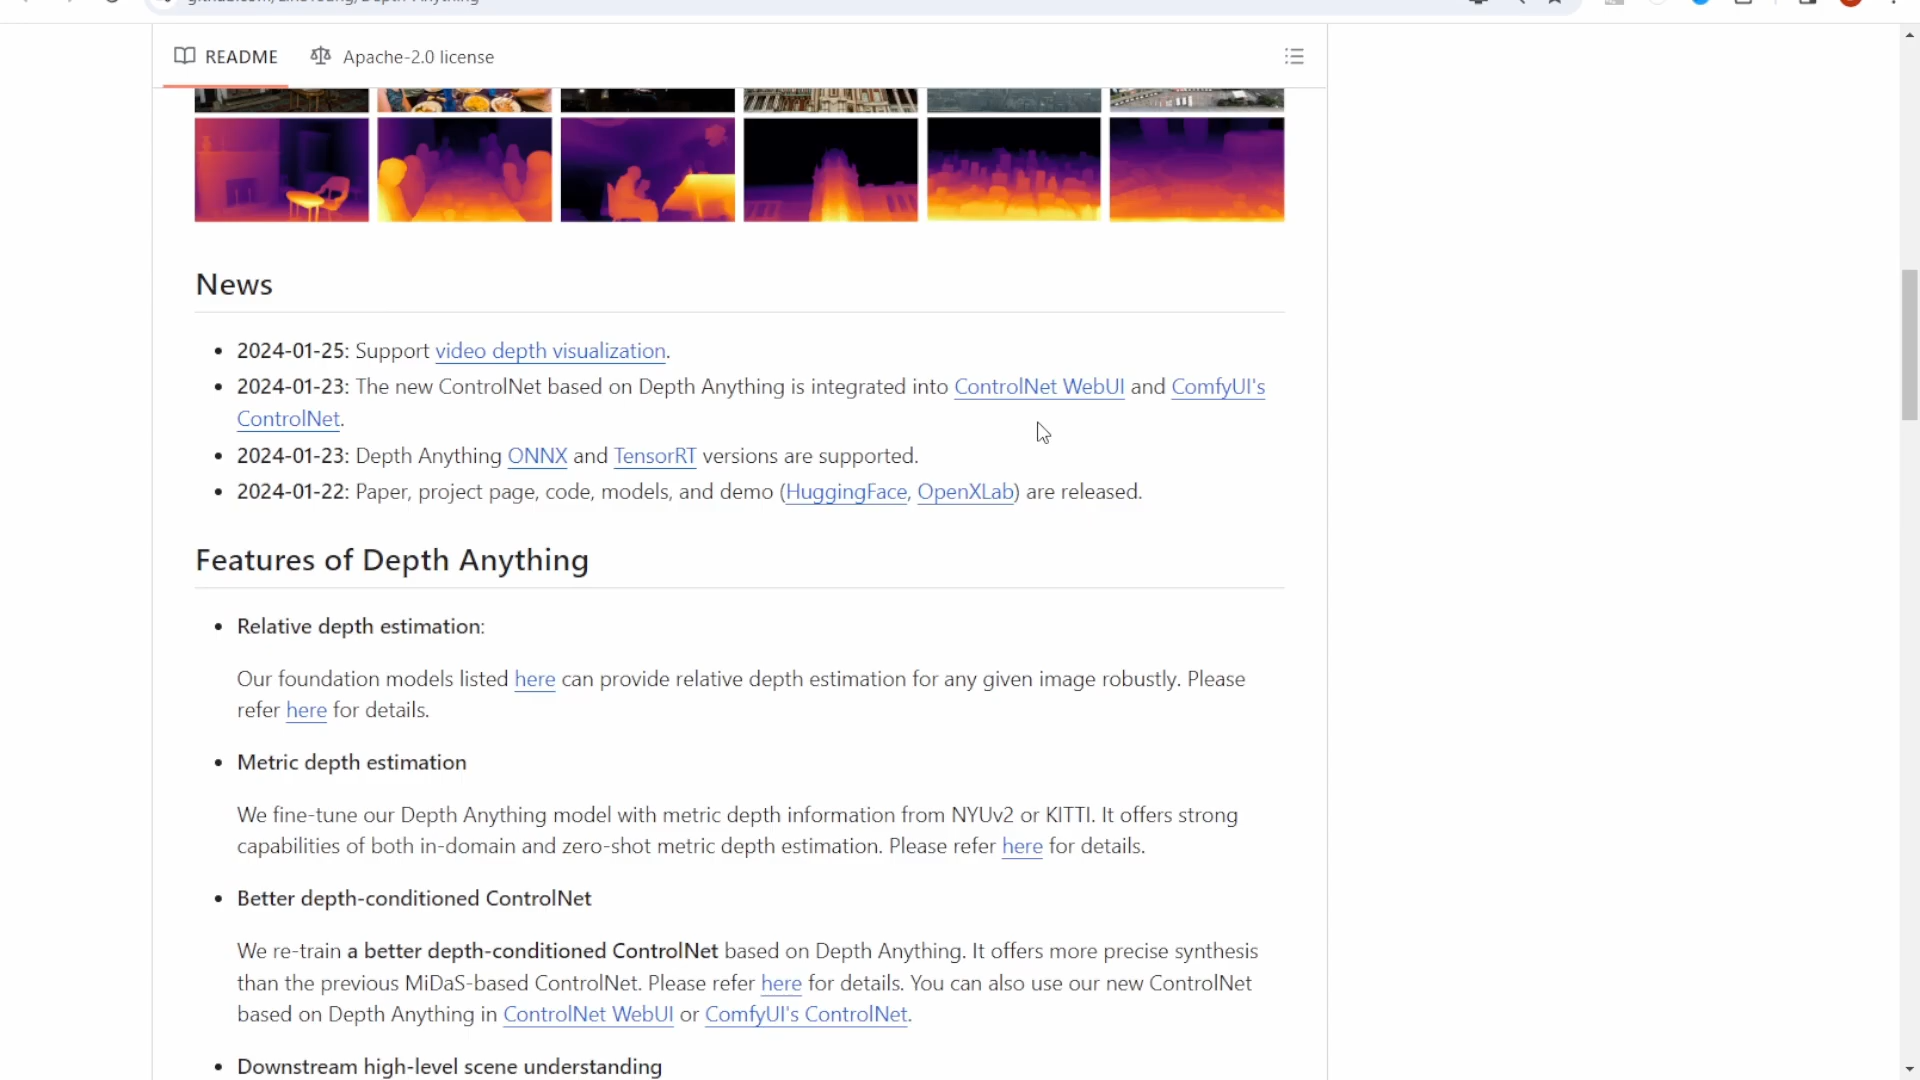 README Apache-2.0 license
News
2024-01-25: Support video depth visualization.
2024-01-23: The new ControlNet based on Depth Anything is integrated into ControlNet WebUI and ComfyUI's
ControlNet.
2024-01-23: Depth Anything ONNX and TensorRT versions are supported.
2024-01-22: Paper, project page, code, models, and demo (HuggingFace, OpenXLab) are released.
Features of Depth Anything
Relative depth estimation:
Our foundation models listed here can provide relative depth estimation for any given image robustly. Please
refer here for details.
Metric depth estimation
We fine-tune our Depth Anything model with metric depth information from NYUv2 or KITTI. It offers strong
capabilities of both in-domain and zero-shot metric depth estimation. Please refer here for details.
Better depth-conditioned ControlNet
We re-train a better depth-conditioned ControlNet based on Depth Anything. It offers more precise synthesis
than the previous MiDaS-based ControlNet. Please refer here for details. You can also use our new ControlNet
based on Depth Anything in ControlNet WebUI or ComfyUI's ControlNet.
Downstream high-level scene understanding